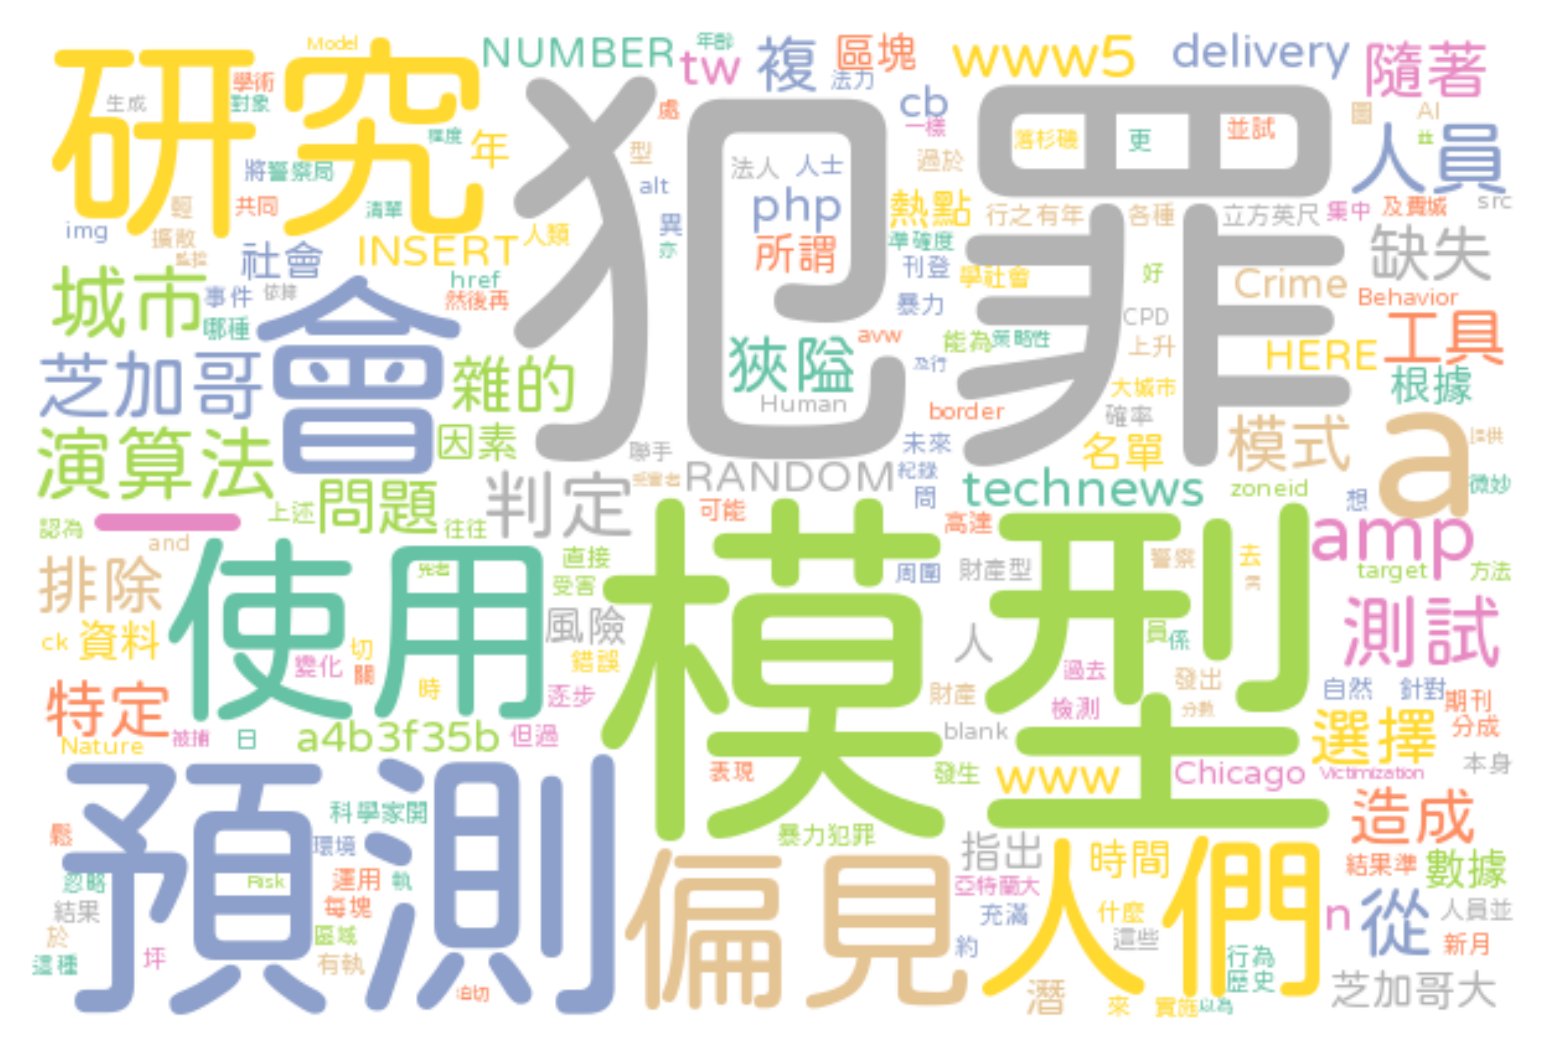 Model
NUMBER
年部
區塊
www5
delivery
研究
學術
tw
複
法力
隨著
生成
對象
處
cb
犯罪
一樣
落杉磯
更
並試
圖
AI
程度
年
型
法人
人士
過於
人員
將
警察局
alt
php
熱點
行之有年
各種
立方英尺
集中
及費城
src
輕
共同
清單
img
擴散
異
所謂
準確度
INSERT
人類
亦
社會
刊登
缺失
城市
href
學社會
好
Crime
事件
依據
然後再
暴力
Behavior
會
哪種
avw
能為
策略性
CPD
工具
狹隘
及行
上升
HERE
芝加哥
雜的
大城市
根據
Human
border
確率
a
演算法
因素
聯手
未來
名單
模式
RANDOM
紀錄
提供
判定
technews
zoneid
微妙
問題
上述
問
想
可能
往往
認為
一
高達
amp
and
直接
模型
警察
去
排除
使用
受害
周圍
財產型
target
方法
風險
測試
ck
資料
員
人
係
切
錯誤
過去
變化
關
發出
特定
時
逐步
財產
自然
針對
期刊
檢測
分數
分成
Nature
被捕
日
a4b3f35b
但過
blank
選擇
表現
發生
www
Chicago
Victimization
本身
預測
科學家開
暴力犯罪
造成
鬆
環境
偏見
指出
人們
時間
結果準
數據
忽略
Risk
運用
執
亞特蘭大
結果
每塊
充滿
什麼
n
從
人員並
於
區域
這些
這種
坪
有執
約
行為
新月
歷史
迫切
潛
芝加哥大
來
實施
以為